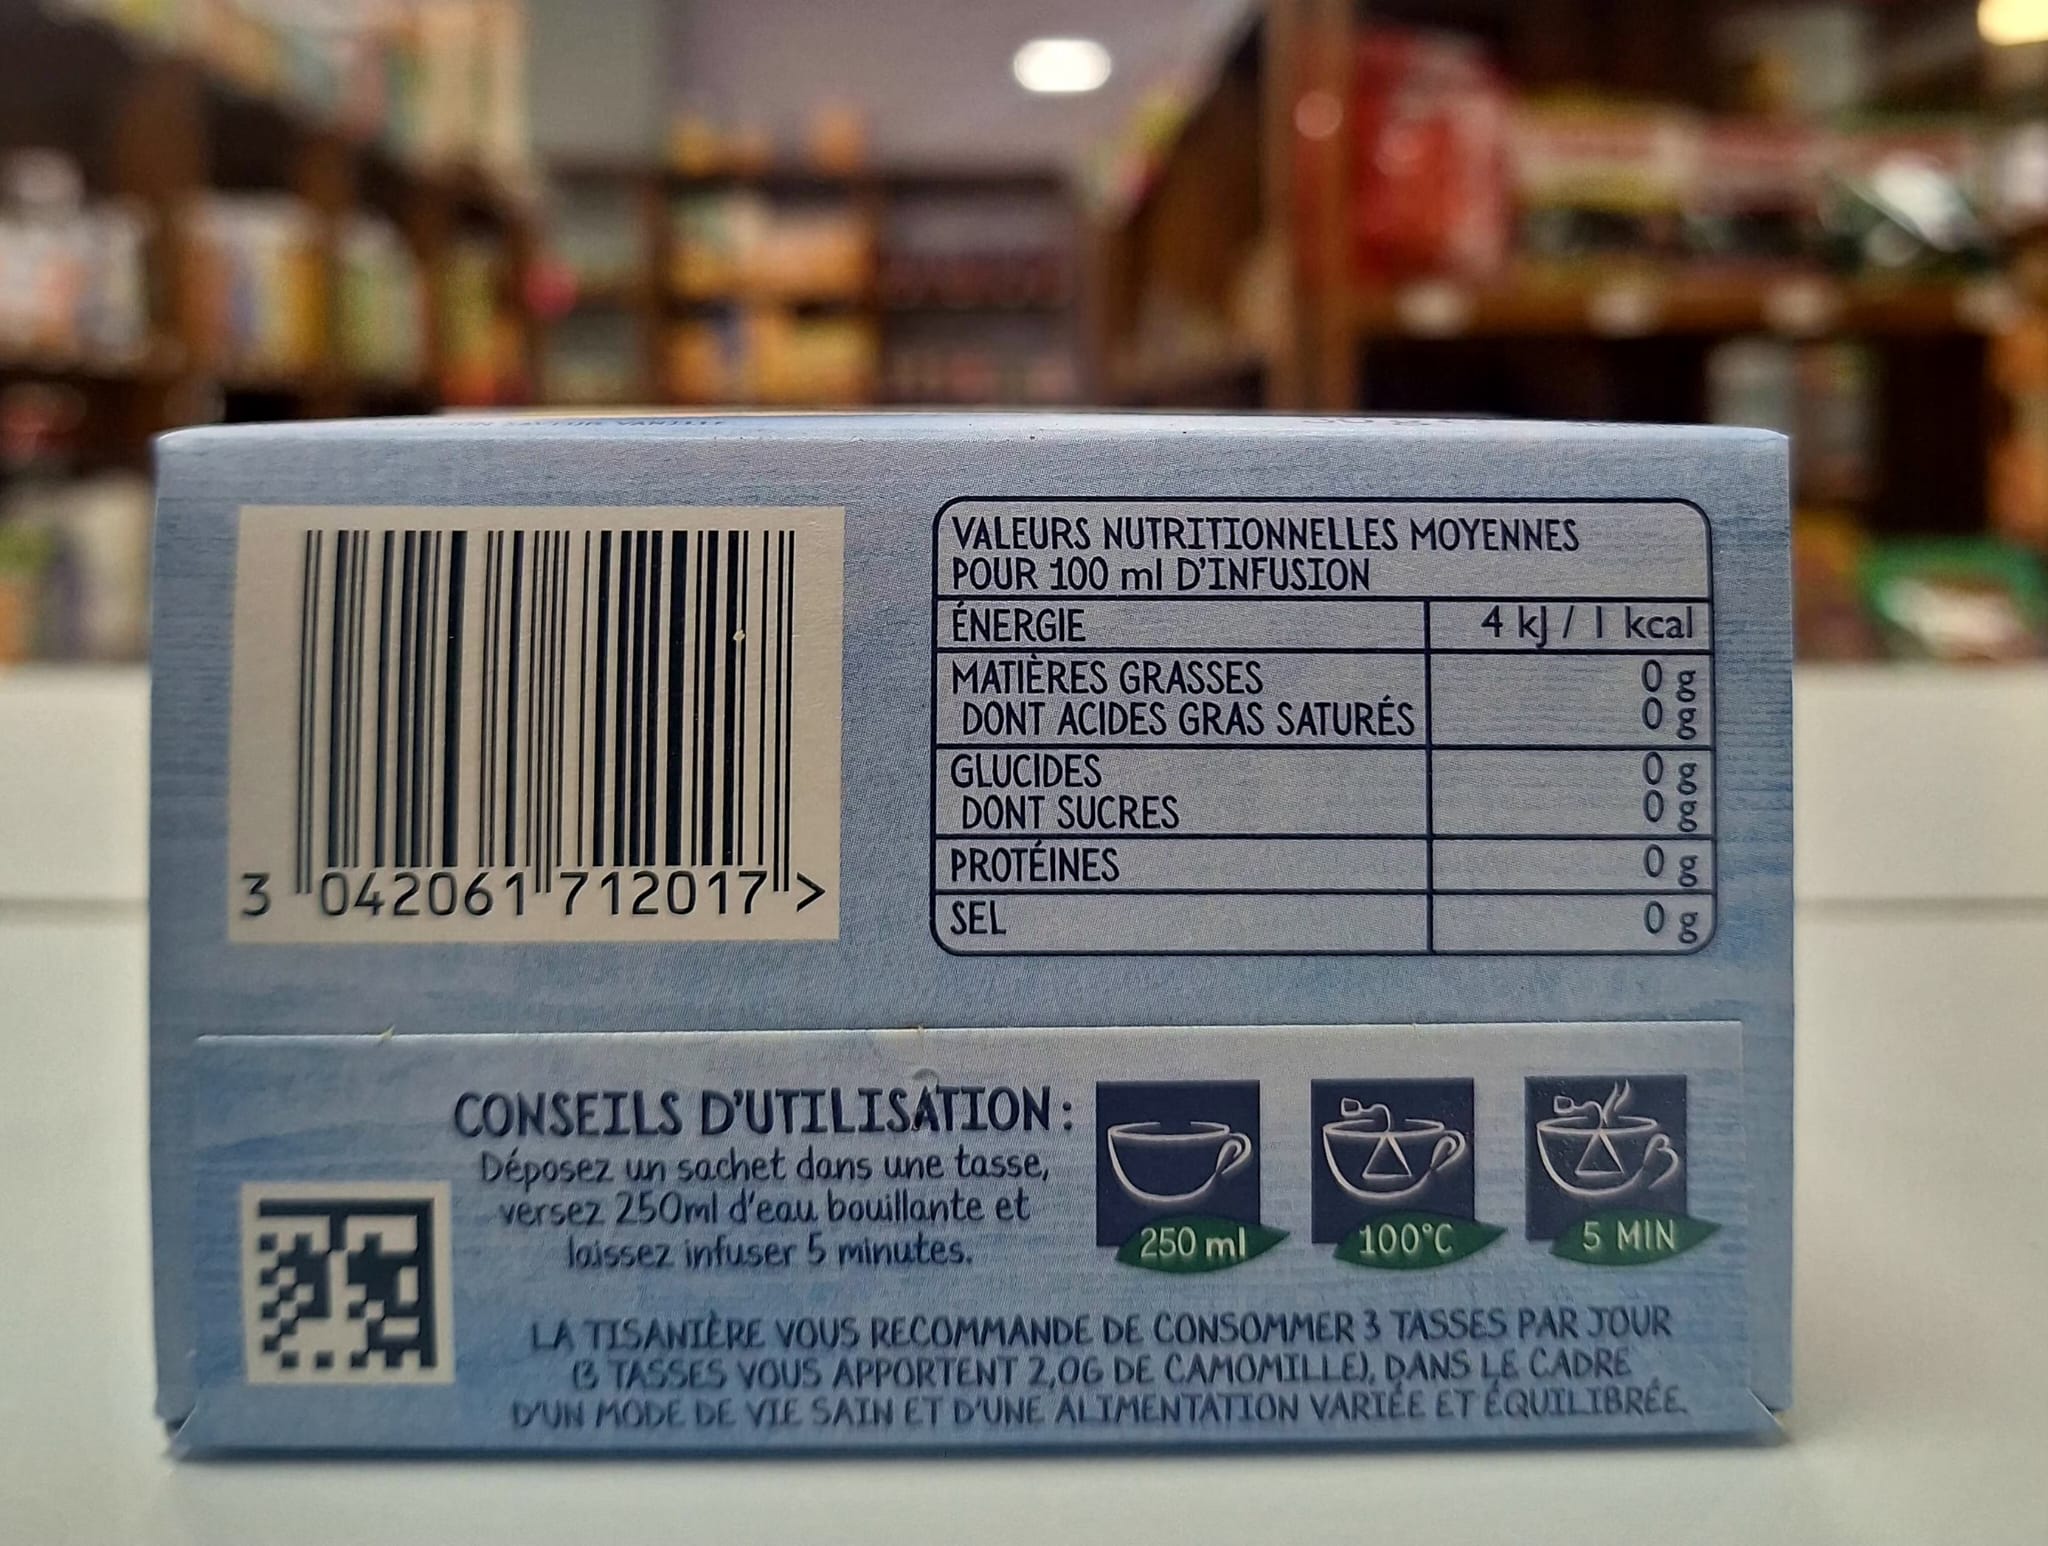 VANILLE
3 042061 712017 >
VALEURS NUTRITIONNELLES MOYENNES
POUR 100 ml D'INFUSION
ÉNERGIE 4 kJ / 1 kcal
MATIÈRES GRASSES 0 g
DONT ACIDES GRAS SATURÉS 0 g
GLUCIDES 0 g
DONT SUCRES 0 g
PROTÉINES 0 g
SEL 0 g
CONSEILS D'UTILISATION :
Déposez un sachet dans une tasse,
versez 250ml d'eau bouillante et
laissez infuser 5 minutes.
250 ml
100°C
5 MIN
LA TISANIÈRE VOUS RECOMMANDE DE CONSOMMER 3 TASSES PAR JOUR
(3 TASSES VOUS APPORTENT 2,0G DE CAMOMILLE), DANS LE CADRE
D'UN MODE DE VIE SAIN ET D'UNE ALIMENTATION VARIÉE ET ÉQUILIBRÉE.